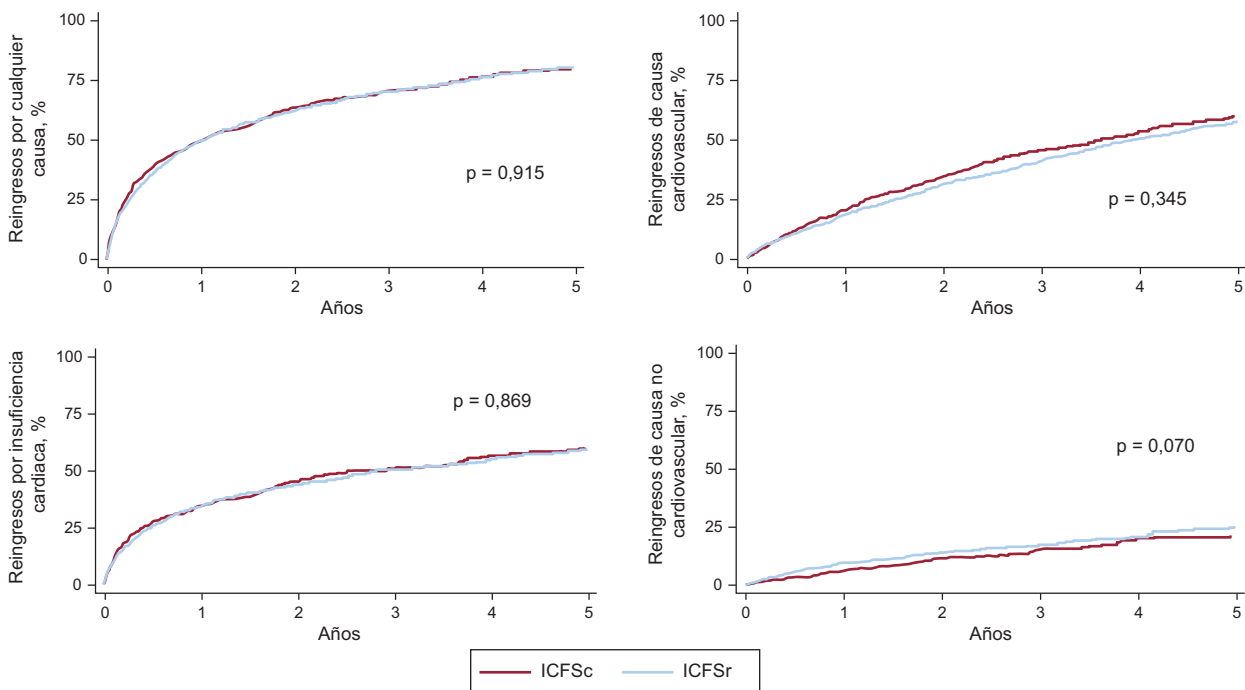 Reingresos por cualquier
causa, %
100
75
50
25
0
p = 0,915
0 1 2 3 4 5
Años
Reingresos de causa
cardiovascular, %
100
75
50
25
0
p = 0,345
0 1 2 3 4 5
Años
Reingresos por insuficiencia
cardiaca, %
100
75
50
25
0
p = 0,869
0 1 2 3 4 5
Años
Reingresos de causa no
cardiovascular, %
100
75
50
25
0
p = 0,070
0 1 2 3 4 5
Años
ICFSc ICFSr